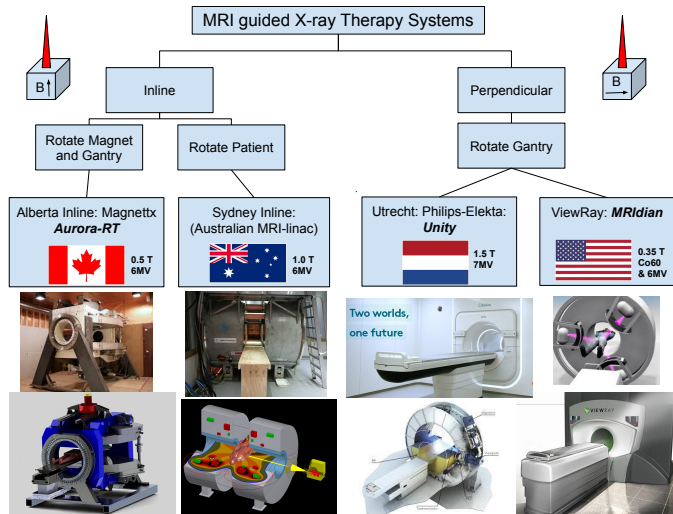 MRI guided X-ray Therapy Systems
B
B
Inline
Perpendicular
Rotate Magnet
and Gantry
Rotate Patient
Rotate Gantry
Alberta Inline: Magnettx
Aurora-RT
0.5 T
6MV
Sydney Inline:
(Australian MRI-linac)
1.0 T
6MV
Utrecht: Philips-Elekta:
Unity
1.5 T
7MV
ViewRay: MRIdian
0.35 T
Co60
& 6MV
Two worlds,
one future
VIEWRAY